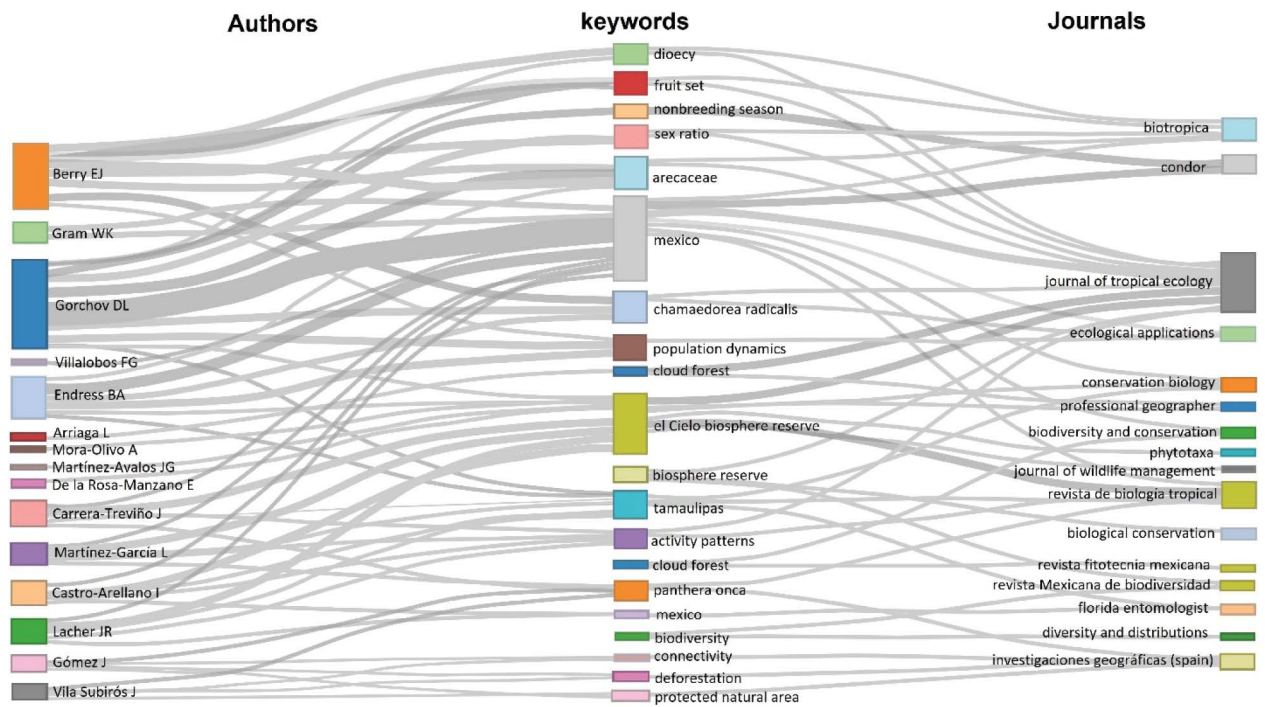 Authors
keywords
Journals
Berry EJ
Gram WK
Gorchov DL
Villalobos FG
Endress BA
Arriaga L
Mora-Olivo A
Martínez-Avalos JG
De la Rosa-Manzano E
Carrera-Treviño J
Martínez-García L
Castro-Arellano I
Lacher JR
Gómez J
Vila Subirós J
dioecy
fruit set
nonbreeding season
sex ratio
arecaceae
mexico
chamaedorea radicalis
population dynamics
cloud forest
el Cielo biosphere reserve
biosphere reserve
tamaulipas
activity patterns
cloud forest
panthera onca
mexico
biodiversity
connectivity
deforestation
protected natural area
biotropica
condor
journal of tropical ecology
ecological applications
conservation biology
professional geographer
biodiversity and conservation
phytotaxa
journal of wildlife management
revista de biología tropical
biological conservation
revista fitotecnia mexicana
revista Mexicana de biodiversidad
florida entomologist
diversity and distributions
investigaciones geográficas (spain)